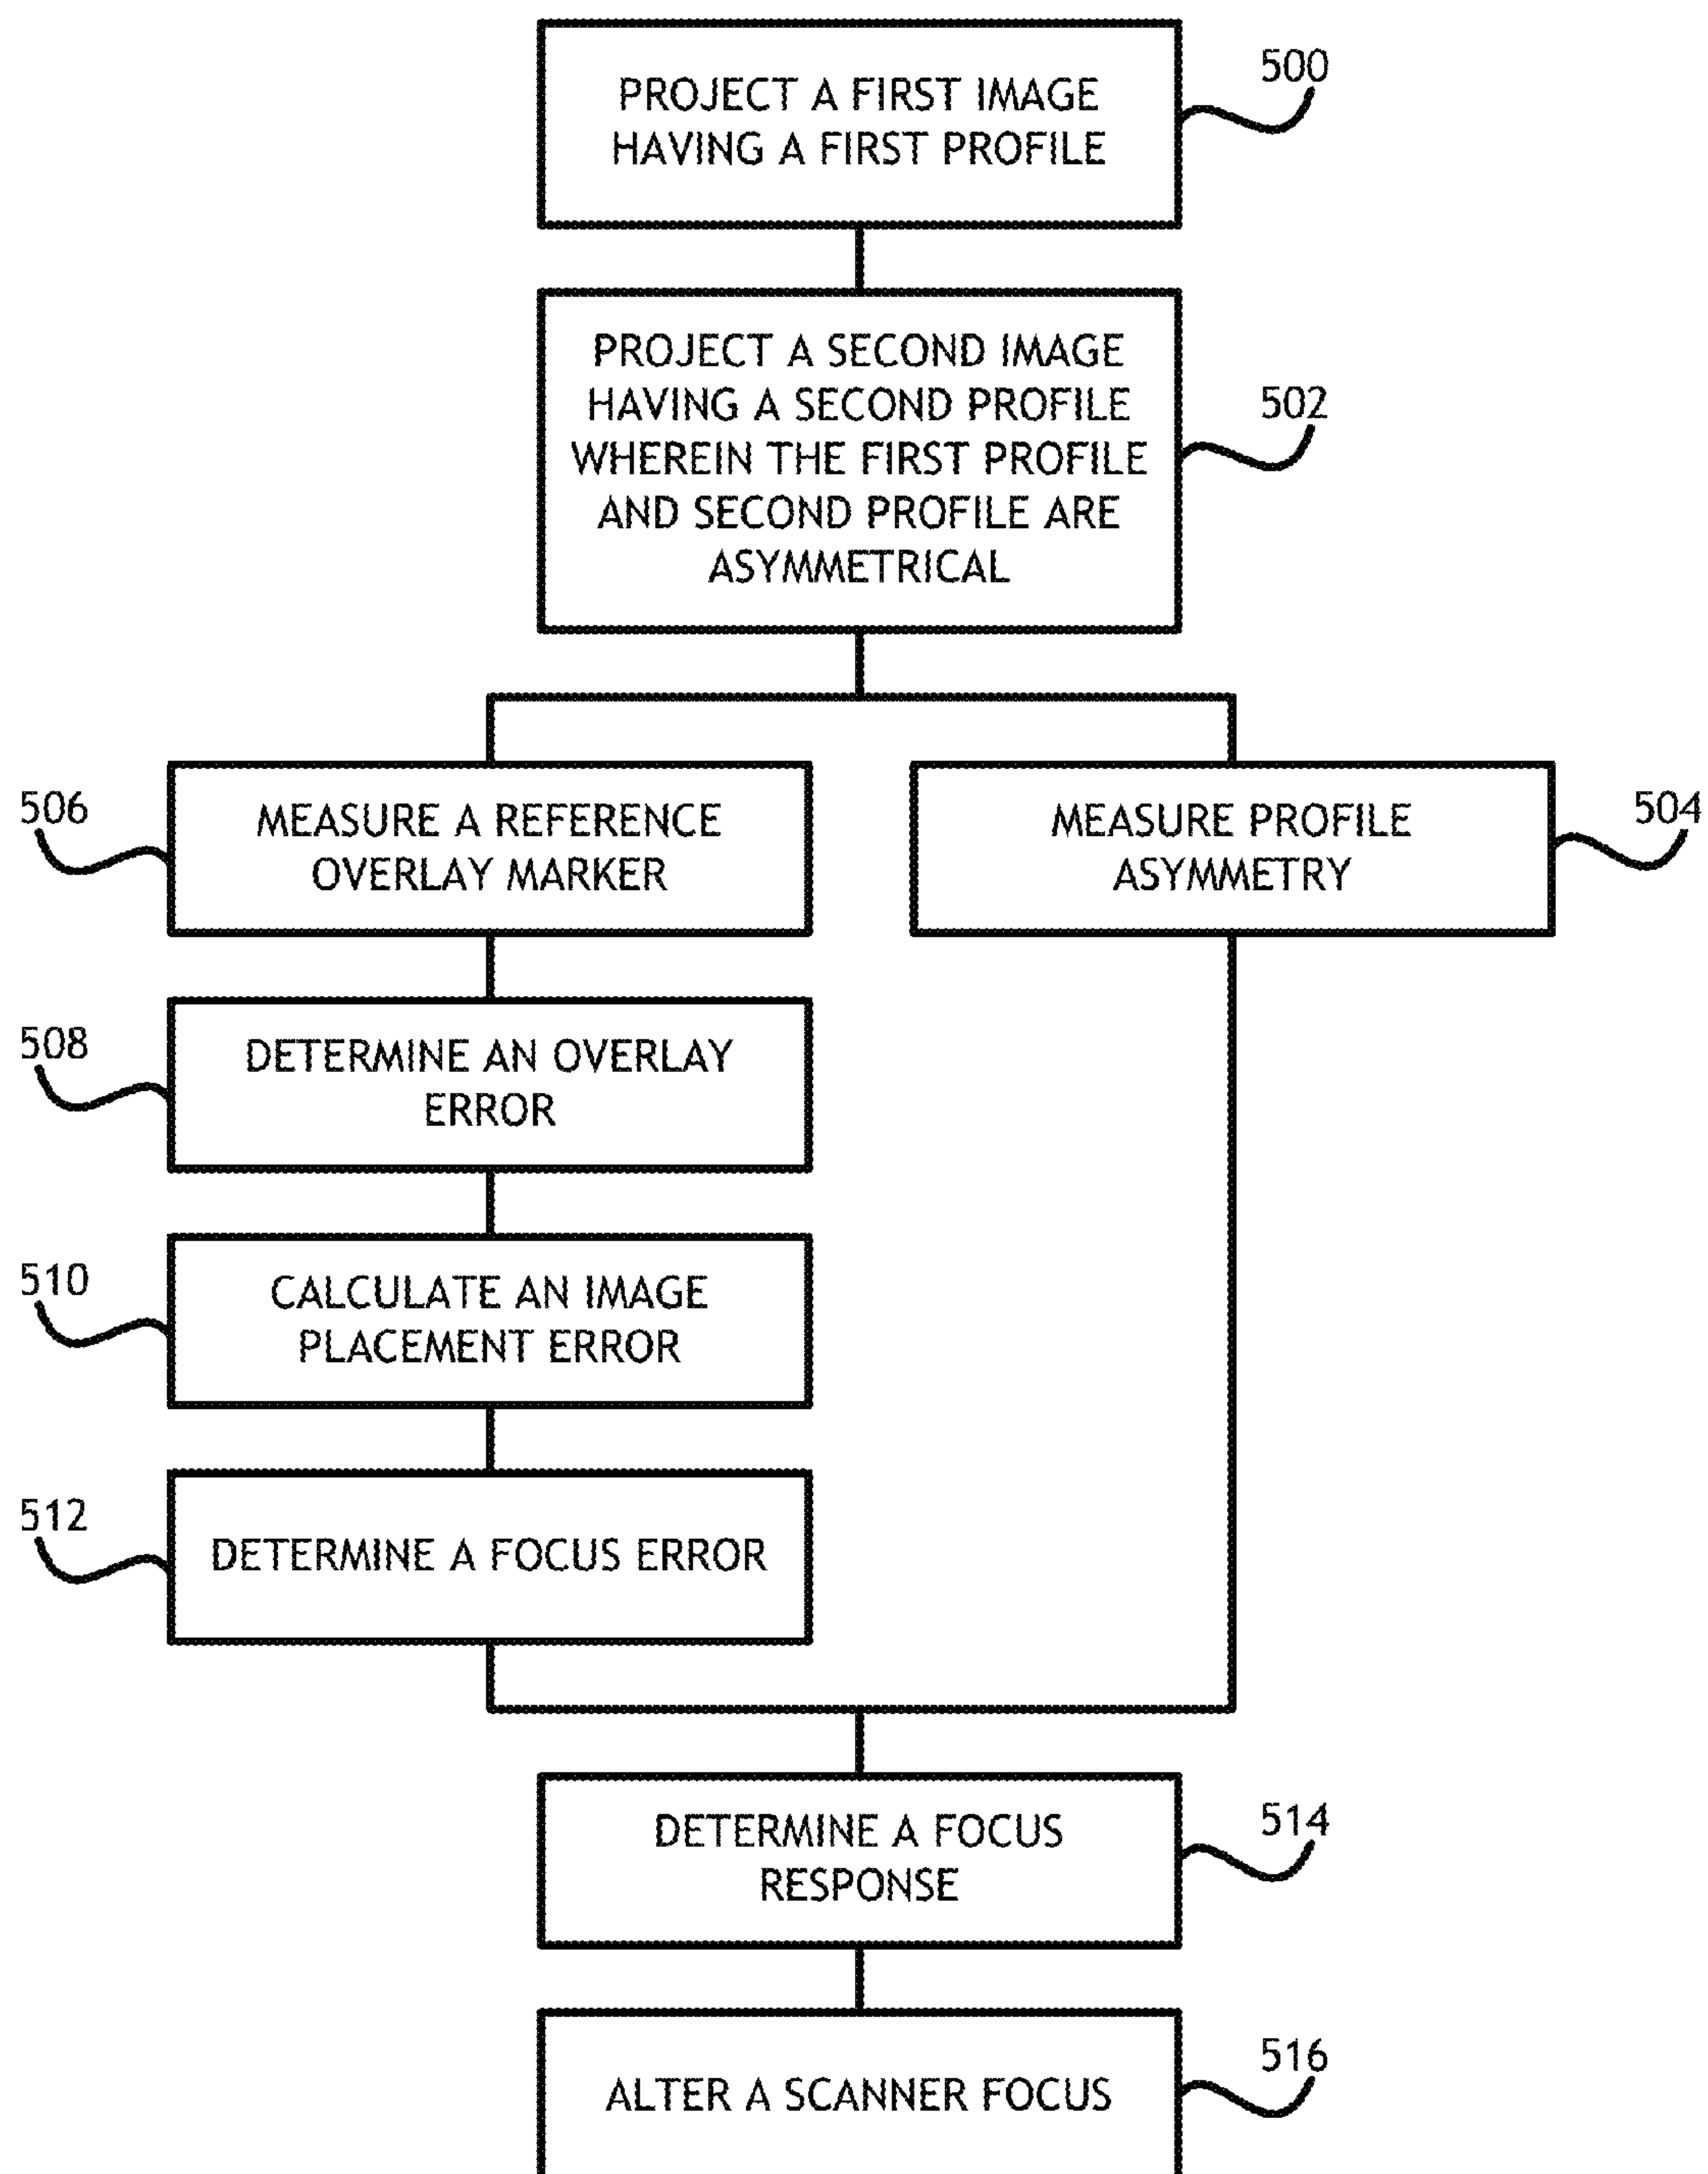 PROJECT A FIRST IMAGE
HAVING A FIRST PROFILE
500
PROJECT A SECOND IMAGE
HAVING A SECOND PROFILE
WHEREIN THE FIRST PROFILE
AND SECOND PROFILE ARE
ASYMMETRICAL
502
506
MEASURE A REFERENCE
OVERLAY MARKER
MEASURE PROFILE
ASYMMETRY
504
508
DETERMINE AN OVERLAY
ERROR
510
CALCULATE AN IMAGE
PLACEMENT ERROR
512
DETERMINE A FOCUS ERROR
DETERMINE A FOCUS
RESPONSE
514
ALTER A SCANNER FOCUS
516